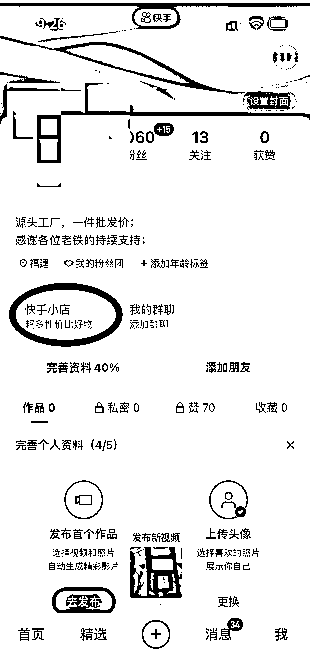 9:26
快手
设置封面
060 +15 13 0
粉丝 关注 获赞
源头工厂，一件批发价；
感谢各位老铁的持续支持；
福建 我的粉丝团 + 添加年龄标签
快手小店 我的群聊
超多性价比好物 添加群聊
完善资料 40% 添加朋友
作品 0 私密 0 赞 70 收藏 0
完善个人资料（4/5） ×
发布首个作品 发布新视频 上传头像
选择视频和照片 选择喜欢的照片
自动生成精彩影片 展示你自己
去发布 更换
首页 精选 + 消息 34 我